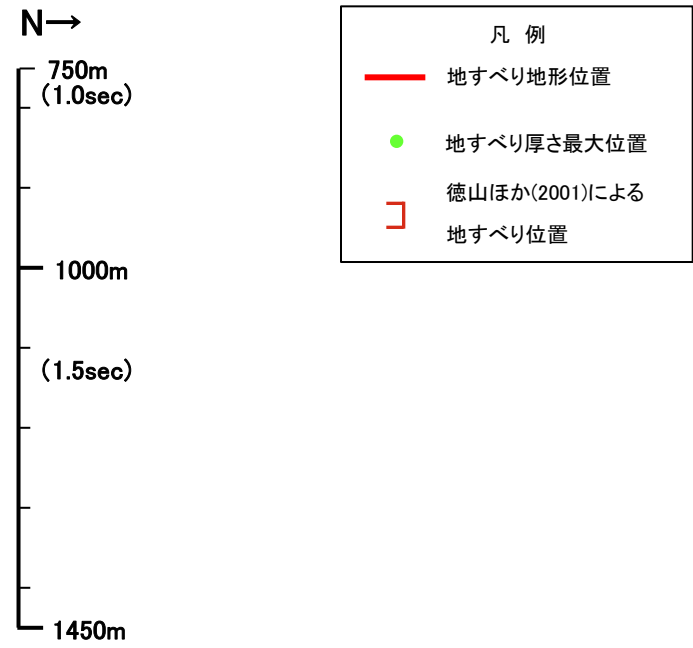 N→
750m
(1.0sec)
1000m
(1.5sec)
1450m
凡 例
地すべり地形位置
地すべり厚さ最大位置
徳山ほか(2001)による
地すべり位置